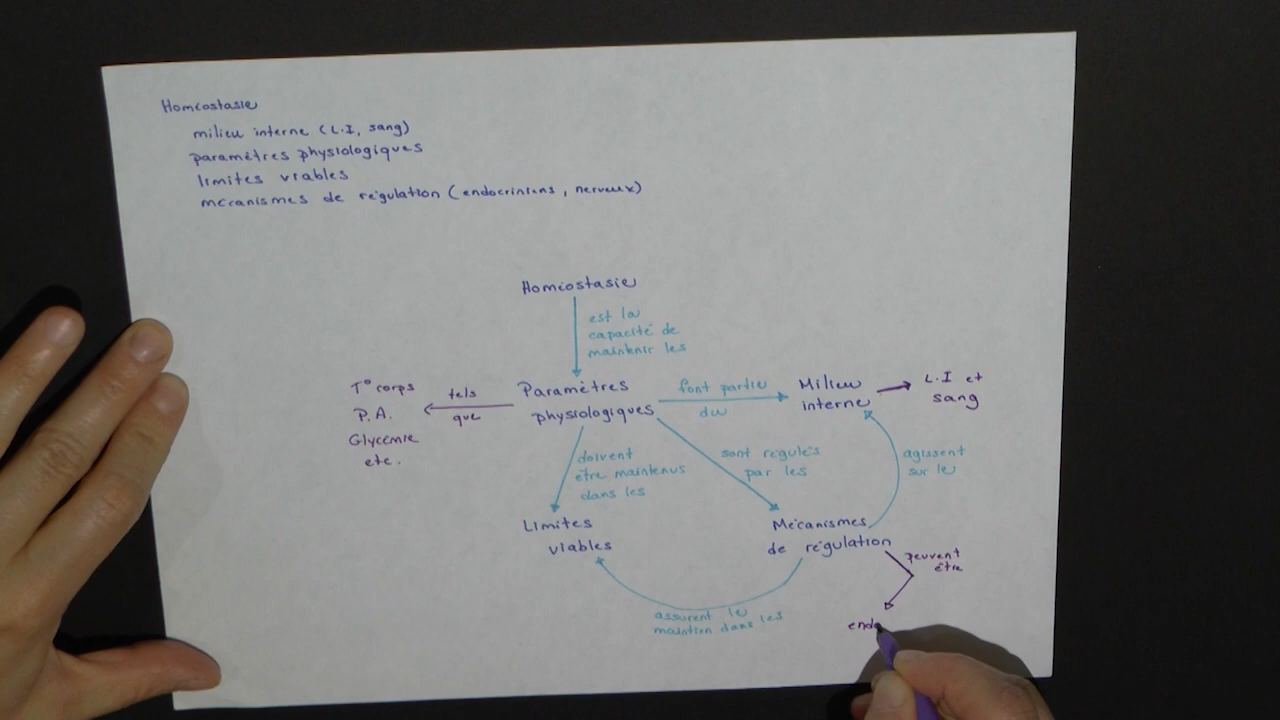 Homéostasie
milieu interne (L.I, sang)
paramètres physiologiques
limites viables
mécanismes de régulation (endocriniens, nerveux)
Homéostasie
est la
capacité de
maintenir les
T° corps
P.A.
Glycémie
etc.
tels
que
Paramètres
physiologiques
font partie
du
Milieu
interne
L.I et
sang
doivent
être maintenus
dans les
sont régulés
par les
agissent
sur le
Limites
viables
Mécanismes
de régulation
peuvent
être
assurent le
maintien dans les
endo